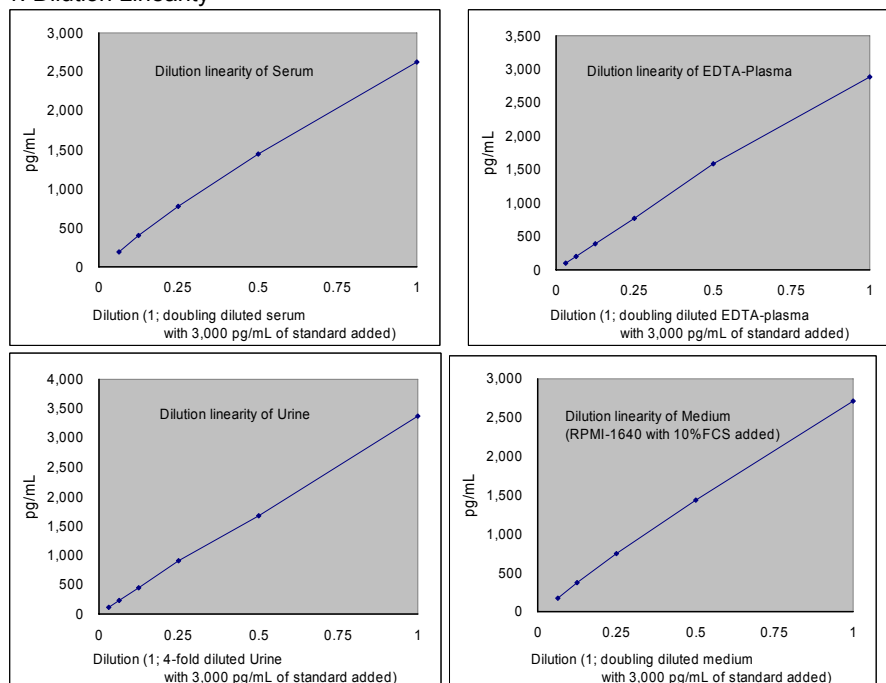 Dilution Linearity
3,000
2,500
2,000
1,500
1,000
500
0
pg/mL
Dilution linearity of Serum
0 0.25 0.5 0.75 1
Dilution (1; doubling diluted serum
with 3,000 pg/mL of standard added)
3,500
3,000
2,500
2,000
1,500
1,000
500
0
pg/mL
Dilution linearity of EDTA-Plasma
0 0.25 0.5 0.75 1
Dilution (1; doubling diluted EDTA-plasma
with 3,000 pg/mL of standard added)
4,000
3,500
3,000
2,500
2,000
1,500
1,000
500
0
pg/mL
Dilution linearity of Urine
0 0.25 0.5 0.75 1
Dilution (1; 4-fold diluted Urine
with 3,000 pg/mL of standard added)
3,000
2,500
2,000
1,500
1,000
500
0
pg/mL
Dilution linearity of Medium
(RPMI-1640 with 10%FCS added)
0 0.25 0.5 0.75 1
Dilution (1; doubling diluted medium
with 3,000 pg/mL of standard added)